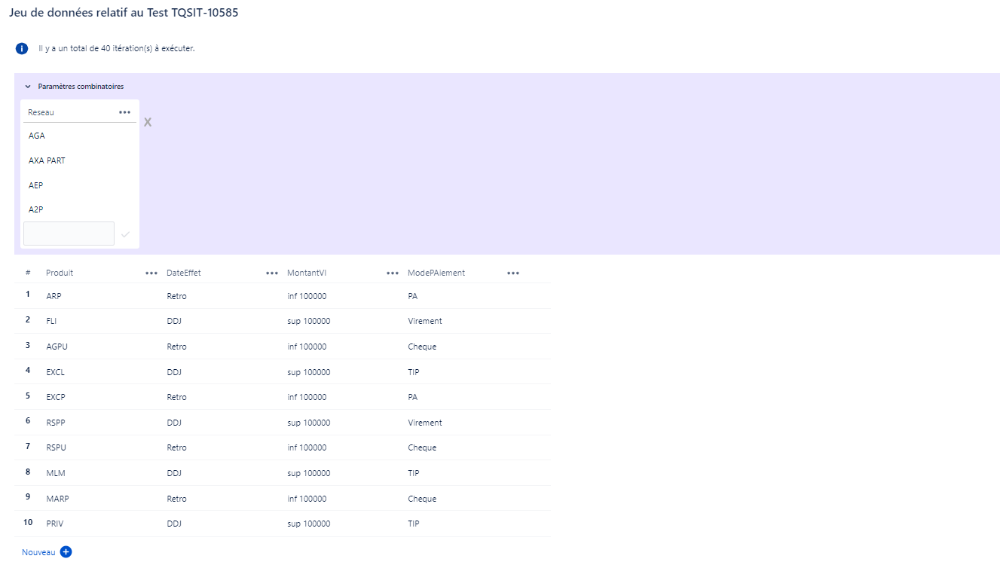 Jeu de données relatif au Test TQSIT-10585
Il y a un total de 40 itération(s) à exécuter.
Paramètres combinatoires
Reseau
X
AGA
AXA PART
AEP
A2P
# Produit DateEffet MontantVI ModePAiement
1 ARP Retro inf 100000 PA
2 FLI DDJ sup 100000 Virement
3 AGPU Retro inf 100000 Cheque
4 EXCL DDJ sup 100000 TIP
5 EXCP Retro inf 100000 PA
6 RSPP DDJ sup 100000 Virement
7 RSPU Retro inf 100000 Cheque
8 MLM DDJ sup 100000 TIP
9 MARP Retro inf 100000 Cheque
10 PRIV DDJ sup 100000 TIP
Nouveau